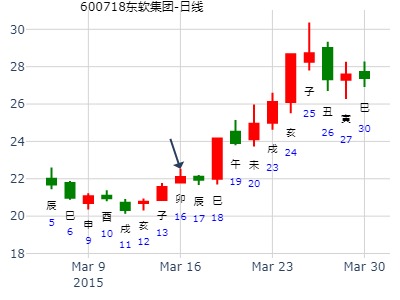 600718东软集团-日线
30
28
26
24
22
20
18
辰
5
巳
6
申
9
酉
10
戌
11
亥
12
子
13
卯
16
辰
17
巳
18
午
19
未
20
戌
23
亥
24
子
25
丑
26
寅
27
巳
30
Mar 9
2015
Mar 16
Mar 23
Mar 30